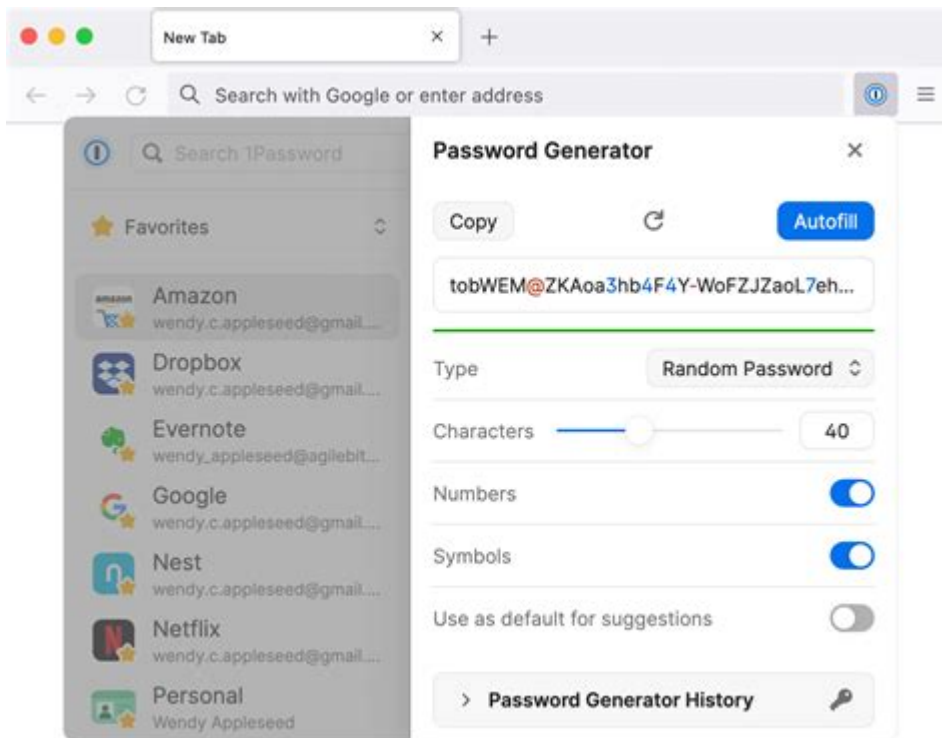 New Tab
Search with Google or enter address
Search 1Password
Favorites
Amazon
wendy.c.appleseed@gmail....
Dropbox
wendy.c.appleseed@gmail....
Evernote
wendy_appleseed@agilebit...
Google
wendy.c.appleseed@gmail....
Nest
wendy.c.appleseed@gmail....
Netflix
wendy.c.appleseed@gmail....
Personal
Wendy Appleseed
Password Generator
Copy
Autofill
tobWEM@ZKAoa3hb4F4Y-WoFZJZaoL7eh...
Type
Random Password
Characters
40
Numbers
Symbols
Use as default for suggestions
Password Generator History